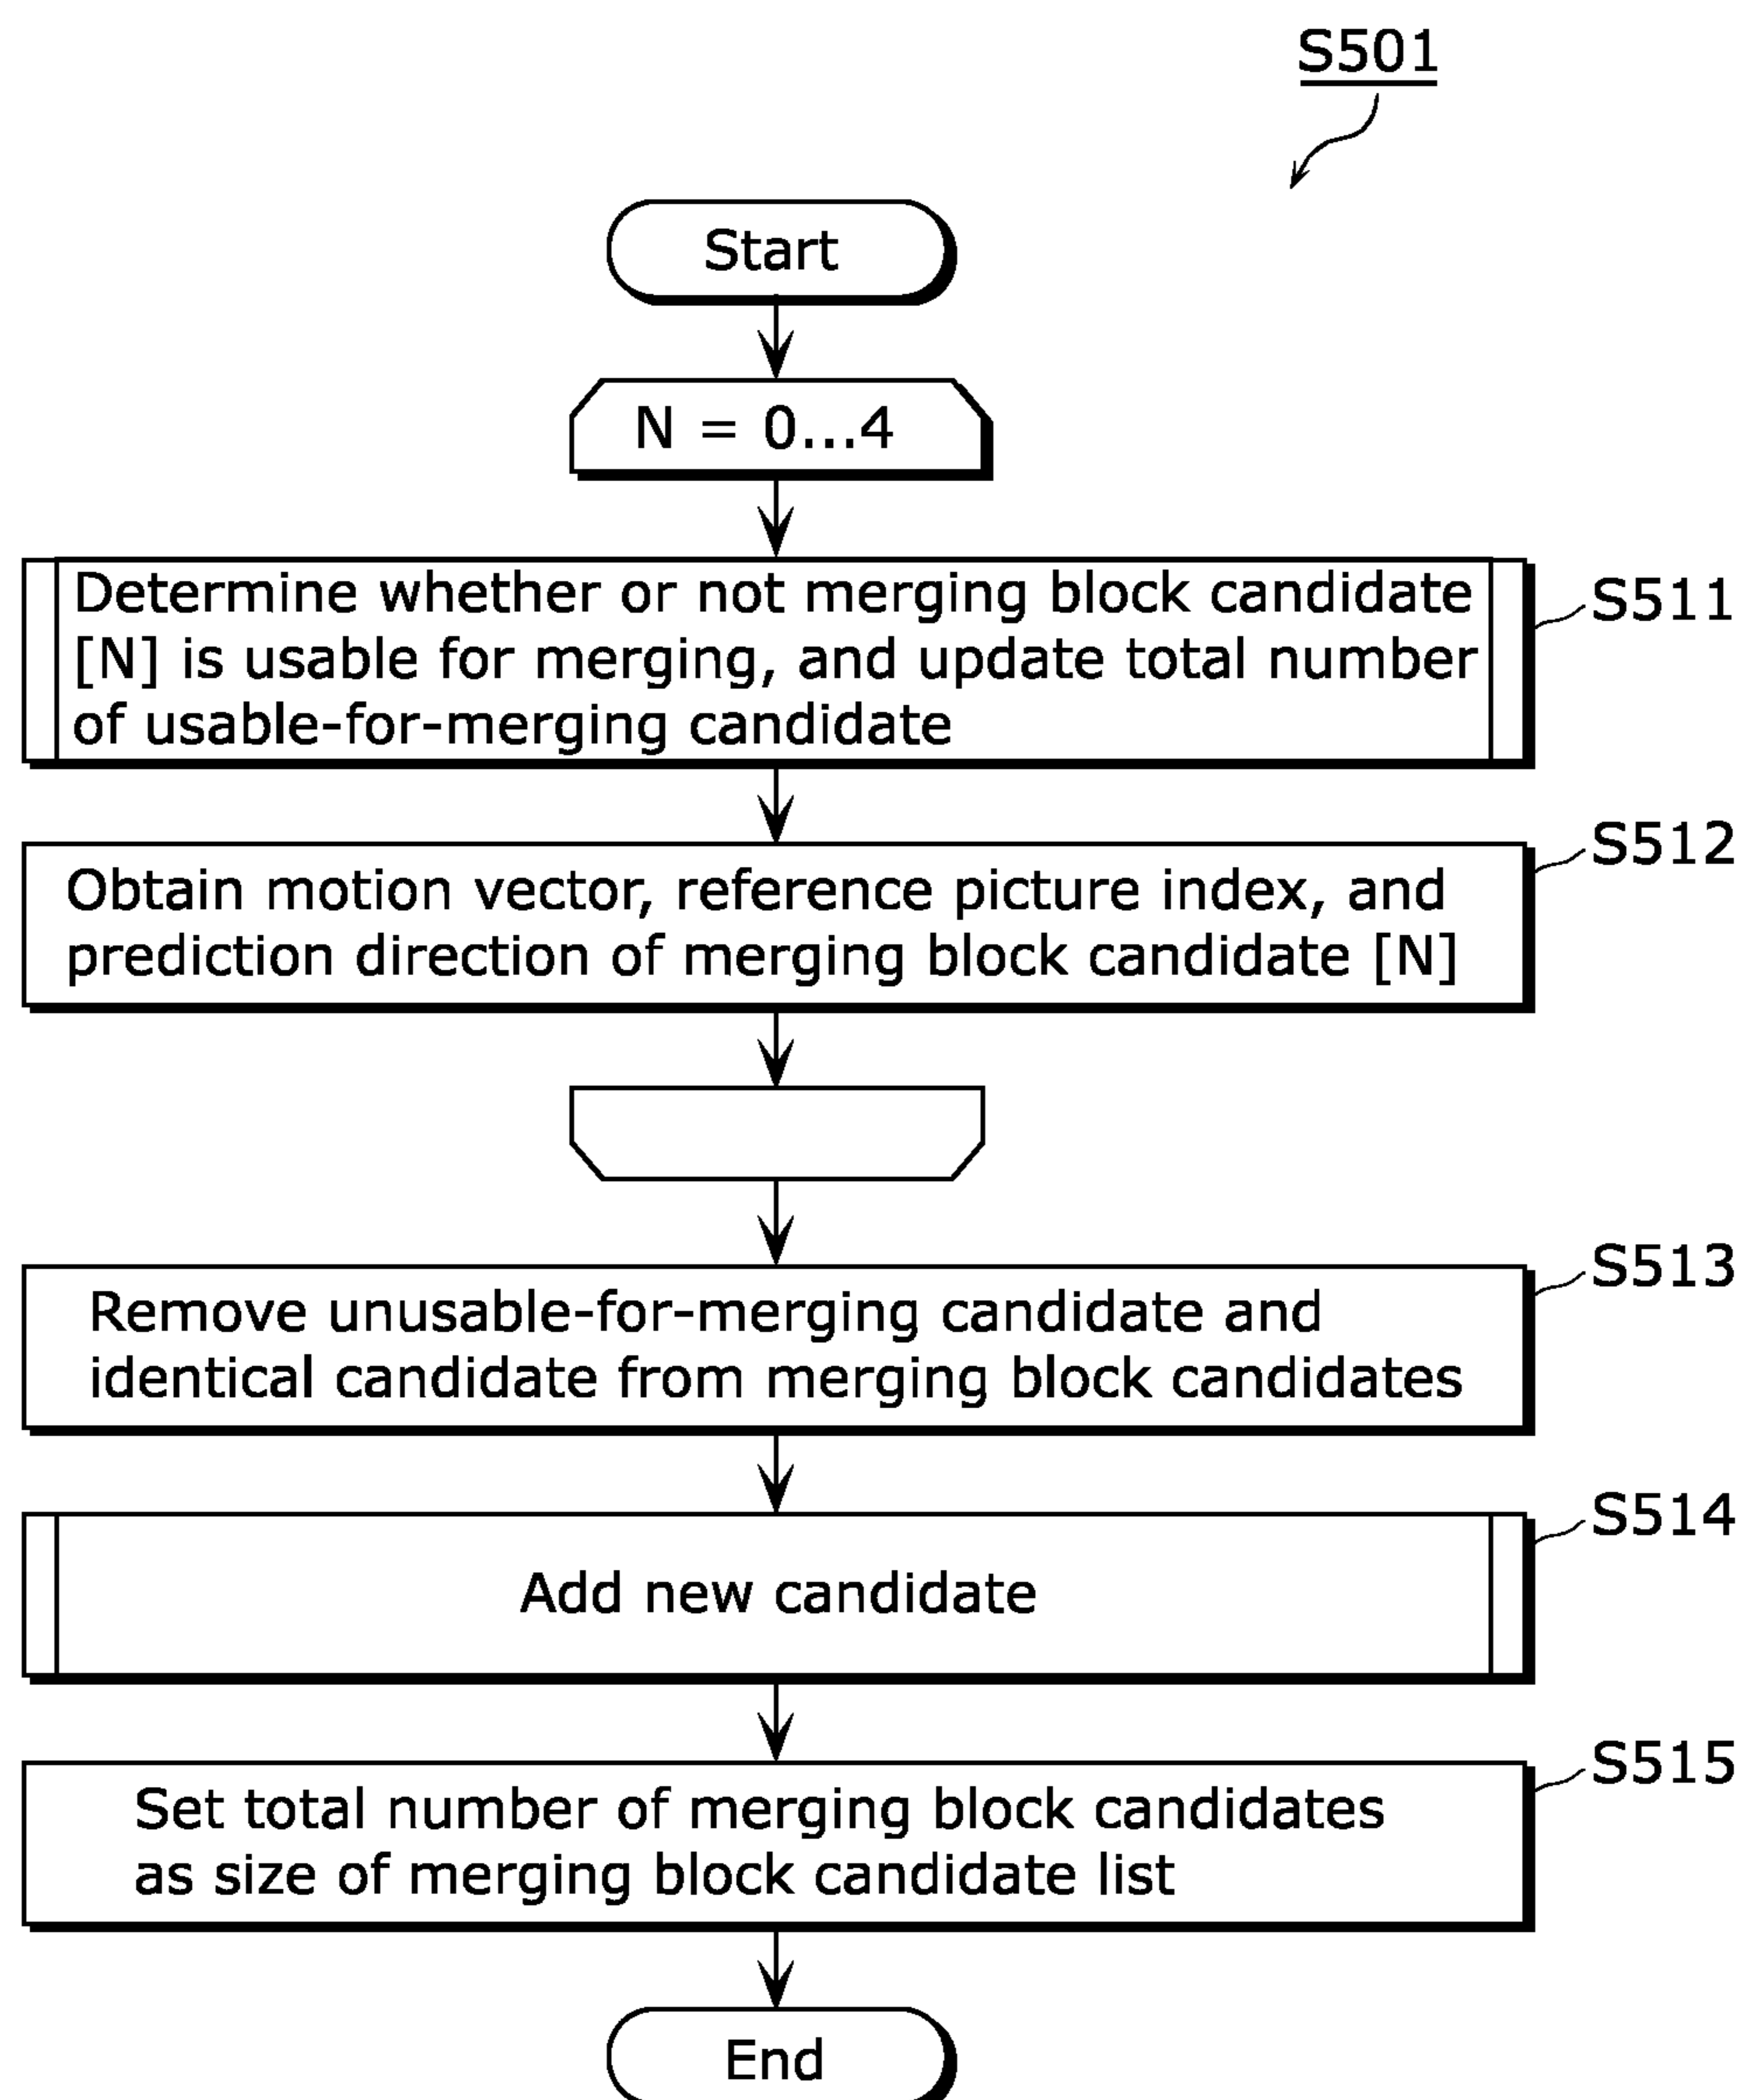 S501
Start
N = 0...4
Determine whether or not merging block candidate
[N] is usable for merging, and update total number
of usable-for-merging candidate
S511
Obtain motion vector, reference picture index, and
prediction direction of merging block candidate [N]
S512
Remove unusable-for-merging candidate and
identical candidate from merging block candidates
S513
Add new candidate
S514
Set total number of merging block candidates
as size of merging block candidate list
S515
End